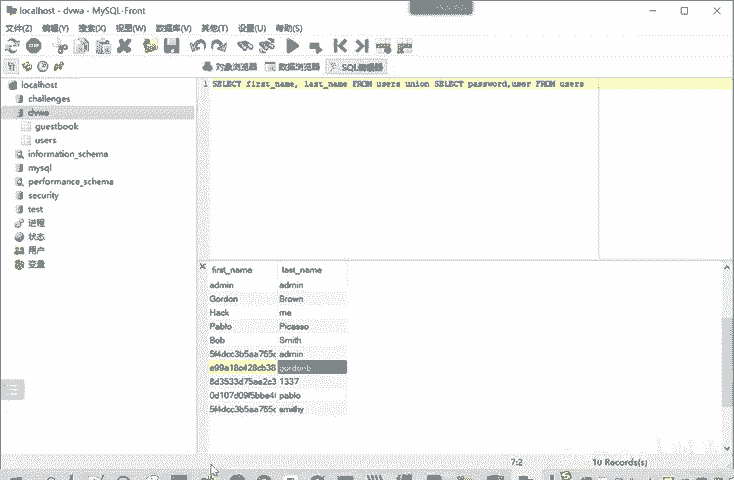 localhost - dvwa - MySQL-Front
文件(Z) 编辑(Y) 搜索(X) 视图(W) 数据库(V) 其他(T) 设置(U) 帮助(S)
对象浏览器 数据浏览器 SQL编辑器
localhost
challenges
dvwa
guestbook
users
information_schema
mysql
performance_schema
security
test
进程
状态
用户
变量
1 SELECT first_name, last_name FROM users union SELECT password,user FROM users
first_name last_name
admin admin
Gordon Brown
Hack me
Pablo Picasso
Bob Smith
5f4dcc3b5aa765c admin
e99a18c428cb38 gordonb
8d3533d75ae2c3 1337
0d107d09f5bbe4 pablo
5f4dcc3b5aa765c smithy
7:2 10 Records(s)